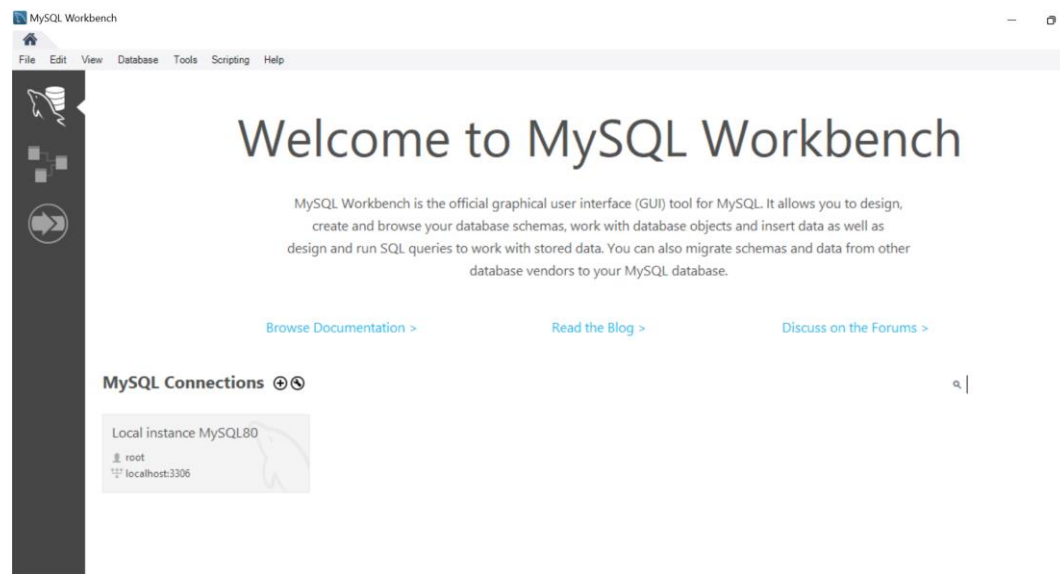 MySQL Workbench
File Edit View Database Tools Scripting Help
Welcome to MySQL Workbench
MySQL Workbench is the official graphical user interface (GUI) tool for MySQL. It allows you to design,
create and browse your database schemas, work with database objects and insert data as well as
design and run SQL queries to work with stored data. You can also migrate schemas and data from other
database vendors to your MySQL database.
Browse Documentation > Read the Blog > Discuss on the Forums >
MySQL Connections
Local instance MySQL80
root
localhost:3306